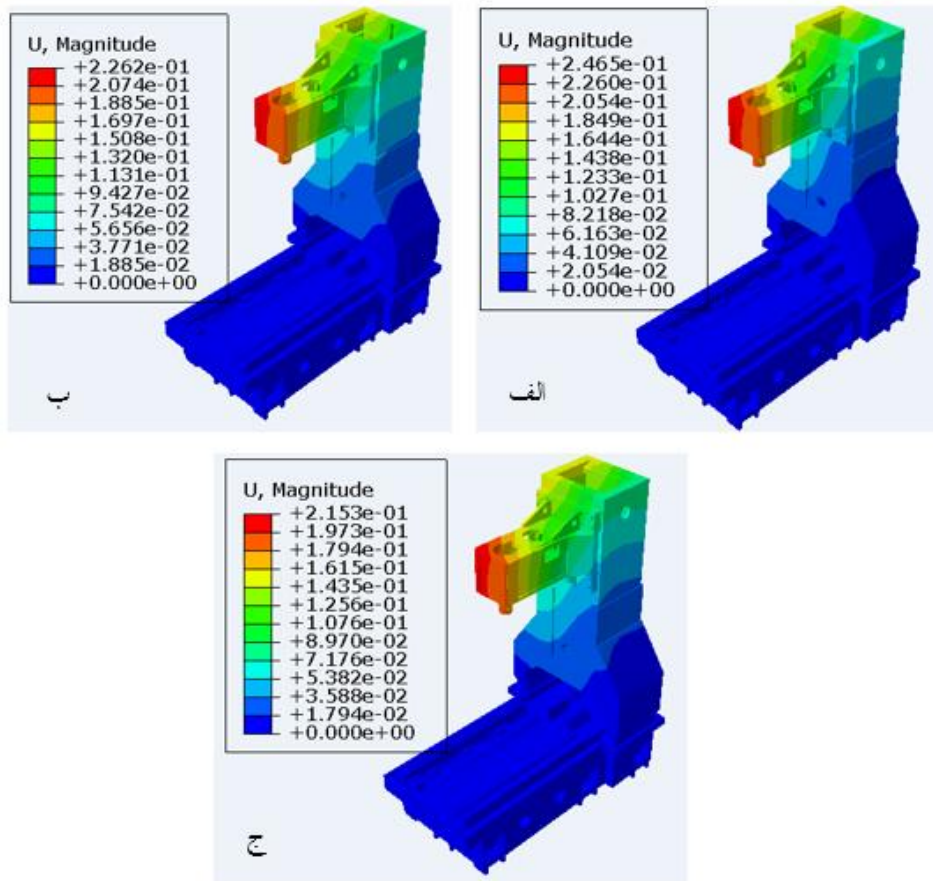 U, Magnitude
+2.262e-01
+2.074e-01
+1.885e-01
+1.697e-01
+1.508e-01
+1.320e-01
+1.131e-01
+9.427e-02
+7.542e-02
+5.656e-02
+3.771e-02
+1.885e-02
+0.000e+00
ب
U, Magnitude
+2.465e-01
+2.260e-01
+2.054e-01
+1.849e-01
+1.644e-01
+1.438e-01
+1.233e-01
+1.027e-01
+8.218e-02
+6.163e-02
+4.109e-02
+2.054e-02
+0.000e+00
الف
U, Magnitude
+2.153e-01
+1.973e-01
+1.794e-01
+1.615e-01
+1.435e-01
+1.256e-01
+1.076e-01
+8.970e-02
+7.176e-02
+5.382e-02
+3.588e-02
+1.794e-02
+0.000e+00
ج